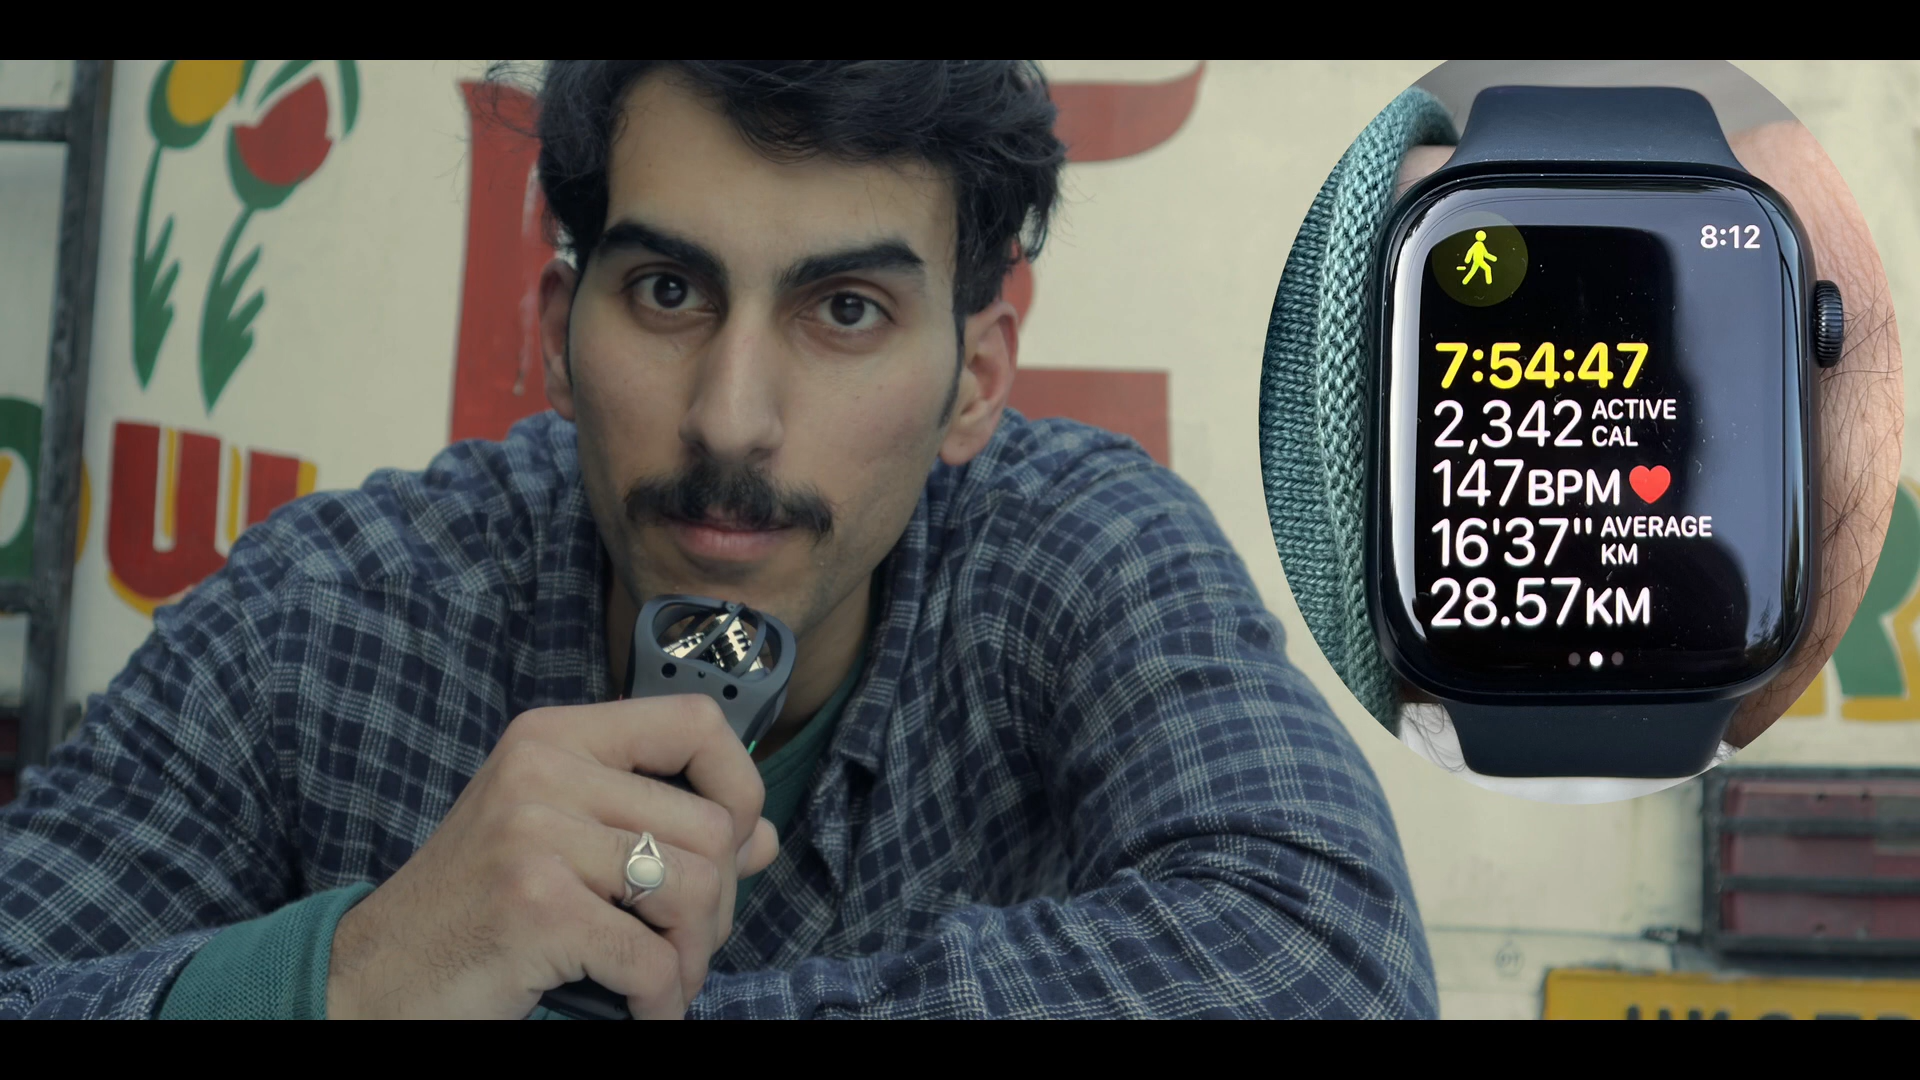 8:12
7:54:47
2,342 ACTIVE CAL
147BPM
16'37" AVERAGE KM
28.57KM